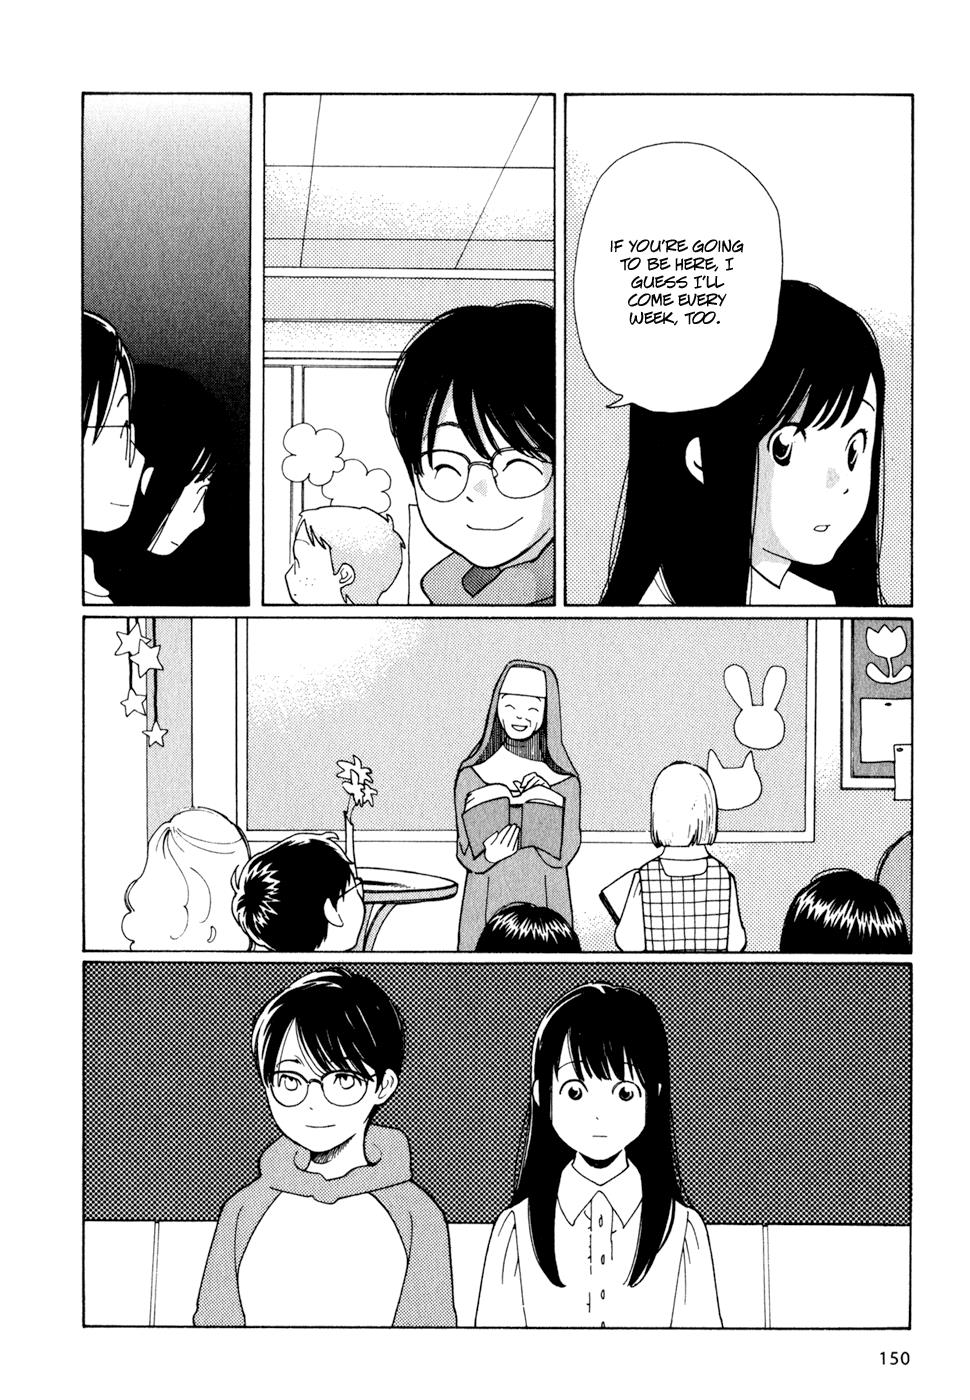 IF YOU'RE GOING
TO BE HERE, I
GUESS I'LL
COME EVERY
WEEK, TOO.
150